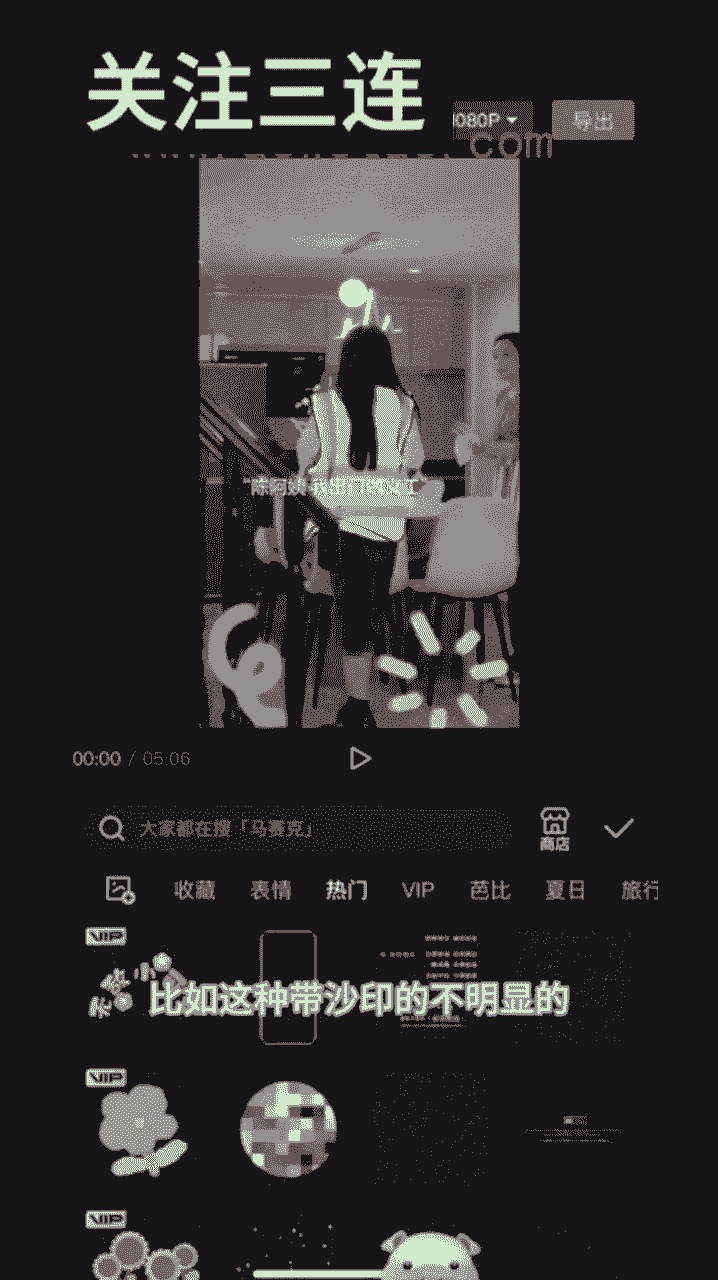 关注三连
1080P
导出
com
"陈阿姨 我出门做义工"
00:00 / 05:06
大家都在搜「马赛克」
商店
收藏 表情 热门 VIP 芭比 夏日 旅行
VIP
比如这种带沙印的不明显的
VIP
VIP